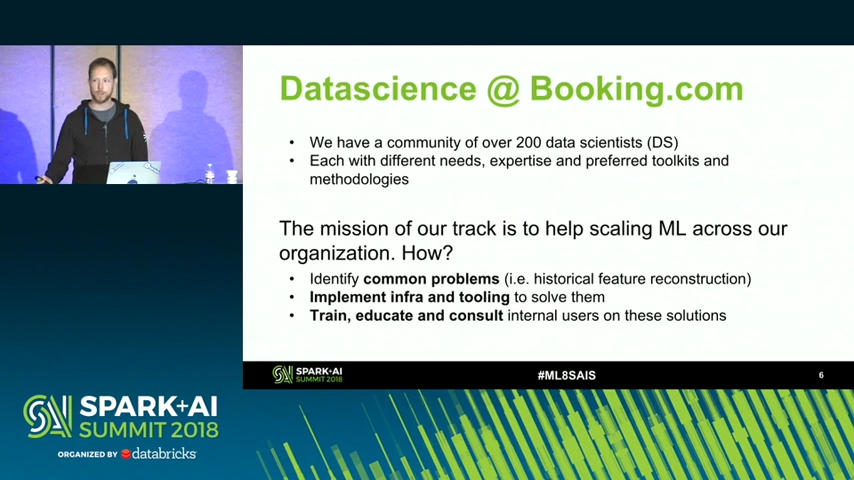 Datascience @ Booking.com
• We have a community of over 200 data scientists (DS)
• Each with different needs, expertise and preferred toolkits and
methodologies
The mission of our track is to help scaling ML across our
organization. How?
• Identify common problems (i.e. historical feature reconstruction)
• Implement infra and tooling to solve them
• Train, educate and consult internal users on these solutions
SPARK+AI
SUMMIT 2018
#ML8SAIS
6
SPARK+AI
SUMMIT 2018
ORGANIZED BY databricks